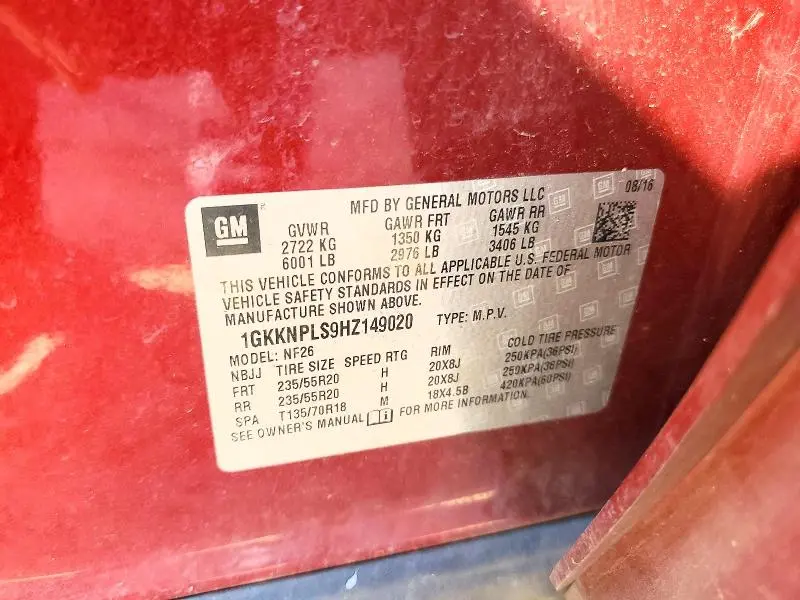 GM
MFD BY GENERAL MOTORS LLC 08/16
GVWR GAWR FRT GAWR RR
2722 KG 1350 KG 1545 KG
6001 LB 2976 LB 3406 LB
THIS VEHICLE CONFORMS TO ALL APPLICABLE U.S. FEDERAL MOTOR
VEHICLE SAFETY STANDARDS IN EFFECT ON THE DATE OF
MANUFACTURE SHOWN ABOVE.
1GKKNPLS9HZ149020 TYPE: M.P.V.
MODEL: NF26
NBJJ TIRE SIZE SPEED RTG RIM COLD TIRE PRESSURE
FRT 235/55R20 H 20X8J 250KPA(36PSI)
RR 235/55R20 H 20X8J 250KPA(36PSI)
SPA T135/70R18 M 18X4.5B 420KPA(60PSI)
SEE OWNER'S MANUAL i FOR MORE INFORMATION.